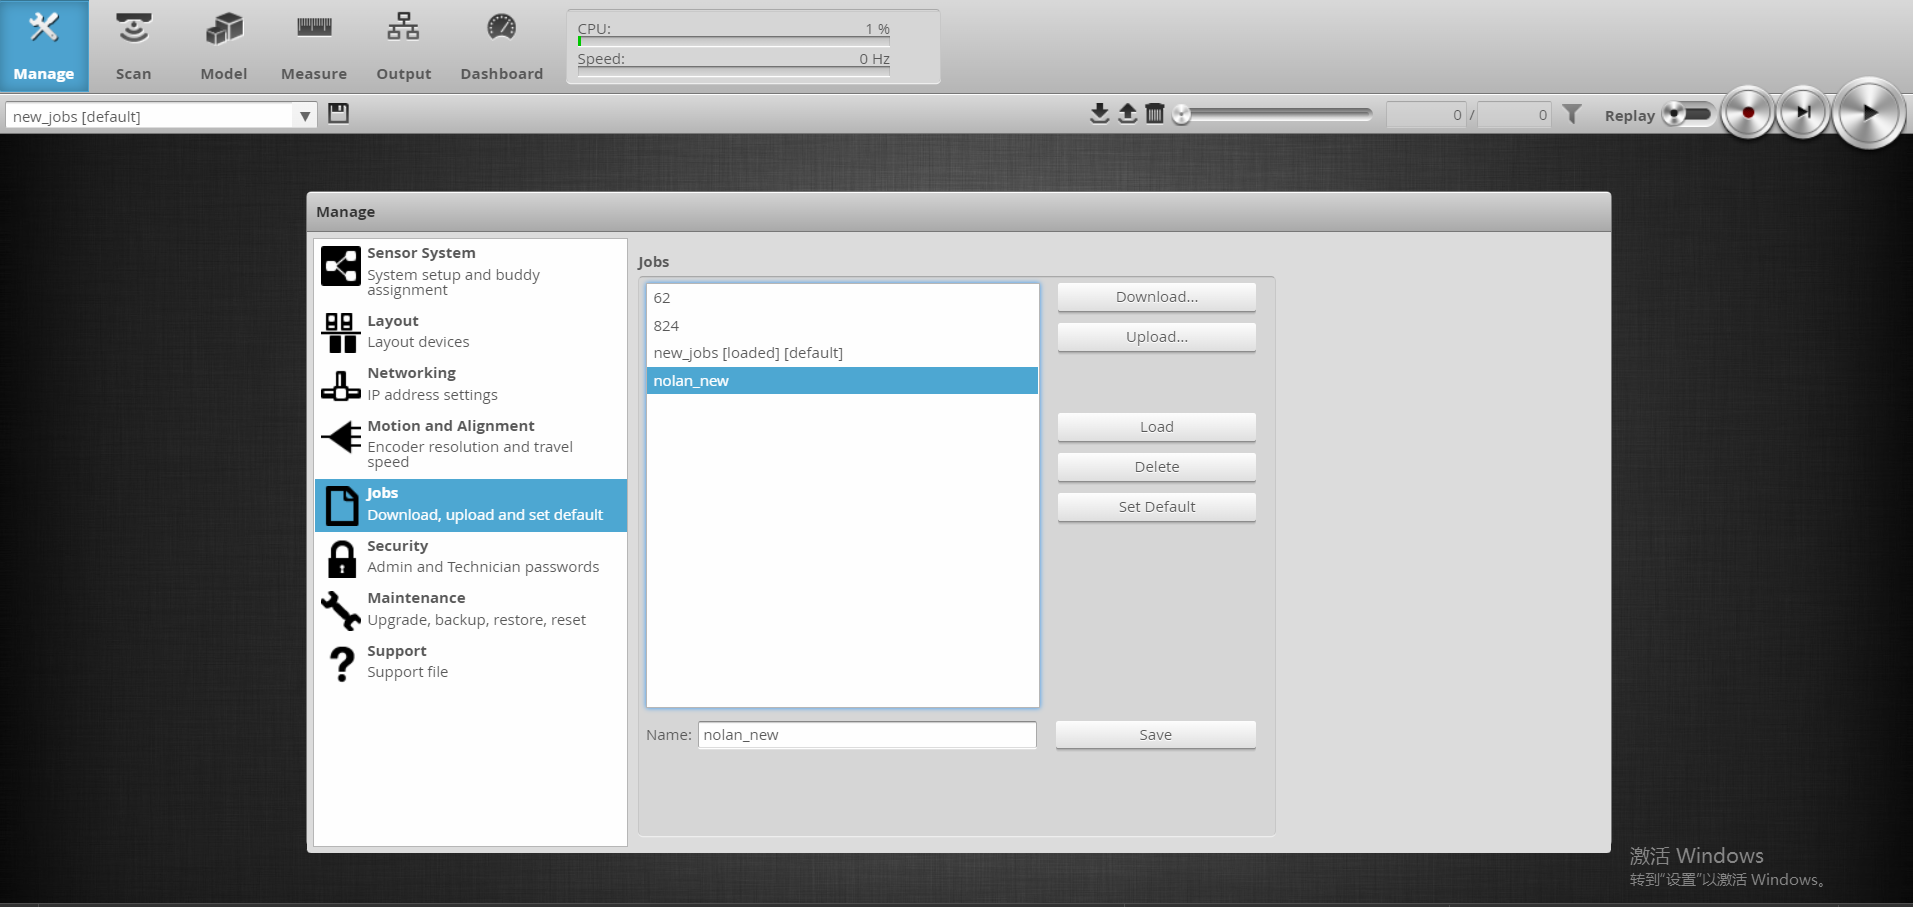 Manage
Scan
Model
Measure
Output
Dashboard
CPU: 1 %
Speed: 0 Hz
new_jobs [default]
0 / 0
Replay
Manage
Sensor System
System setup and buddy
assignment
Layout
Layout devices
Networking
IP address settings
Motion and Alignment
Encoder resolution and travel
speed
Jobs
Download, upload and set default
Security
Admin and Technician passwords
Maintenance
Upgrade, backup, restore, reset
Support
Support file
Jobs
62
824
new_jobs [loaded] [default]
nolan_new
Download...
Upload...
Load
Delete
Set Default
Name: nolan_new
Save
激活 Windows
转到“设置”以激活 Windows。